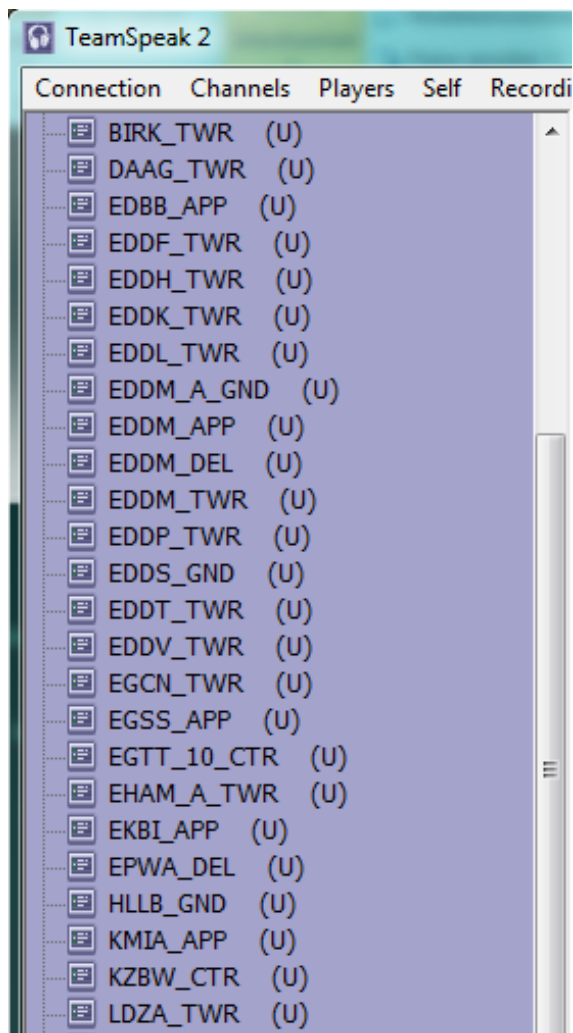 TeamSpeak 2
Connection Channels Players Self Recordi
BIRK_TWR (U)
DAAG_TWR (U)
EDBB_APP (U)
EDDF_TWR (U)
EDDH_TWR (U)
EDDK_TWR (U)
EDDL_TWR (U)
EDDM_A_GND (U)
EDDM_APP (U)
EDDM_DEL (U)
EDDM_TWR (U)
EDDP_TWR (U)
EDDS_GND (U)
EDDT_TWR (U)
EDDV_TWR (U)
EGCN_TWR (U)
EGSS_APP (U)
EGTT_10_CTR (U)
EHAM_A_TWR (U)
EKBI_APP (U)
EPWA_DEL (U)
HLLB_GND (U)
KMIA_APP (U)
KZBW_CTR (U)
LDZA_TWR (U)